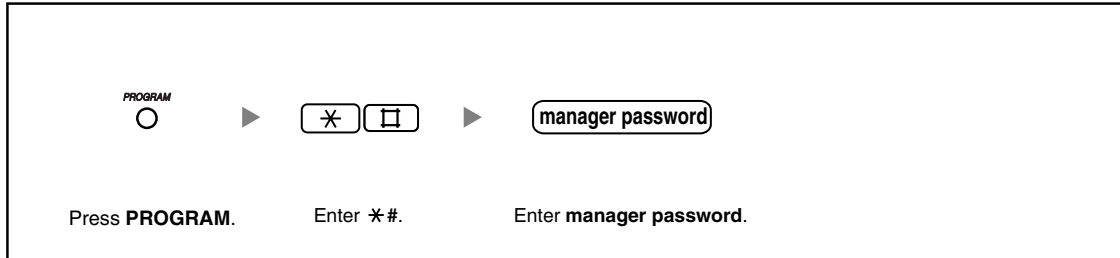 PROGRAM
* #
manager password
Press PROGRAM.
Enter *#.
Enter manager password.